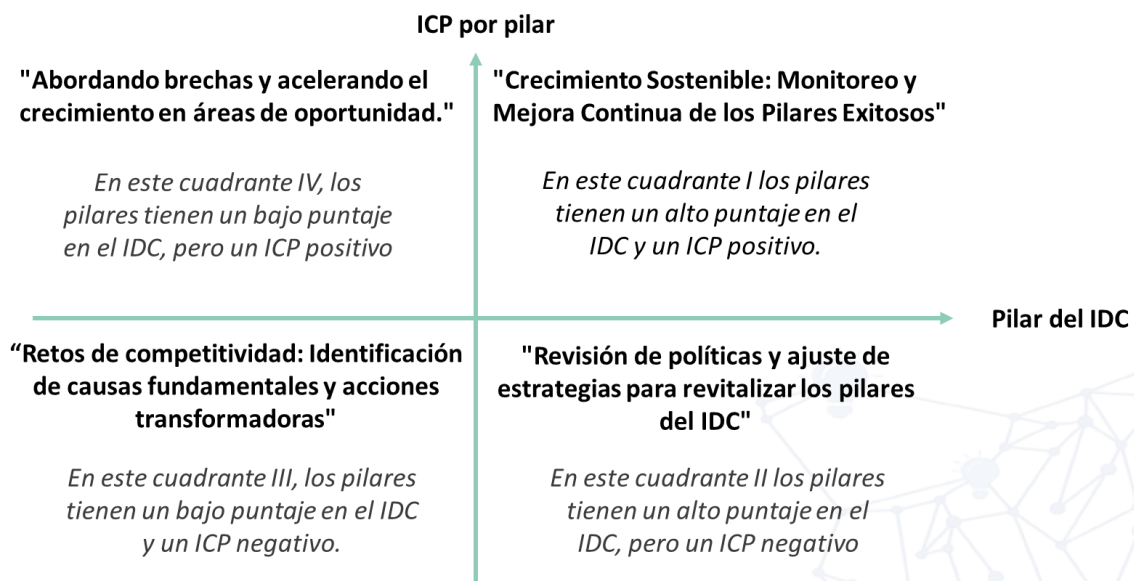 ICP por pilar
"Abordando brechas y acelerando el
crecimiento en áreas de oportunidad."
En este cuadrante IV, los
pilares tienen un bajo puntaje
en el IDC, pero un ICP positivo
"Crecimiento Sostenible: Monitoreo y
Mejora Continua de los Pilares Exitosos"
En este cuadrante I los pilares
tienen un alto puntaje en el
IDC y un ICP positivo.
Pilar del IDC
“Retos de competitividad: Identificación
de causas fundamentales y acciones
transformadoras"
En este cuadrante III, los pilares
tienen un bajo puntaje en el IDC
y un ICP negativo.
"Revisión de políticas y ajuste de
estrategias para revitalizar los pilares
del IDC"
En este cuadrante II los pilares
tienen un alto puntaje en el
IDC, pero un ICP negativo